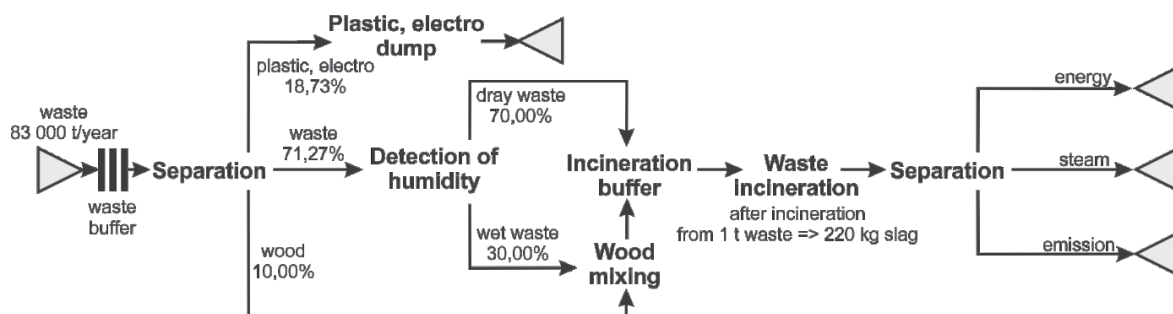 Plastic, electro
dump
plastic, electro
18,73%
waste
83 000 t/year
waste
buffer
Separation
waste
71,27%
wood
10,00%
Detection of
humidity
dray waste
70,00%
wet waste
30,00%
Incineration
buffer
Wood
mixing
Waste
incineration
after incineration
from 1 t waste => 220 kg slag
Separation
energy
steam
emission